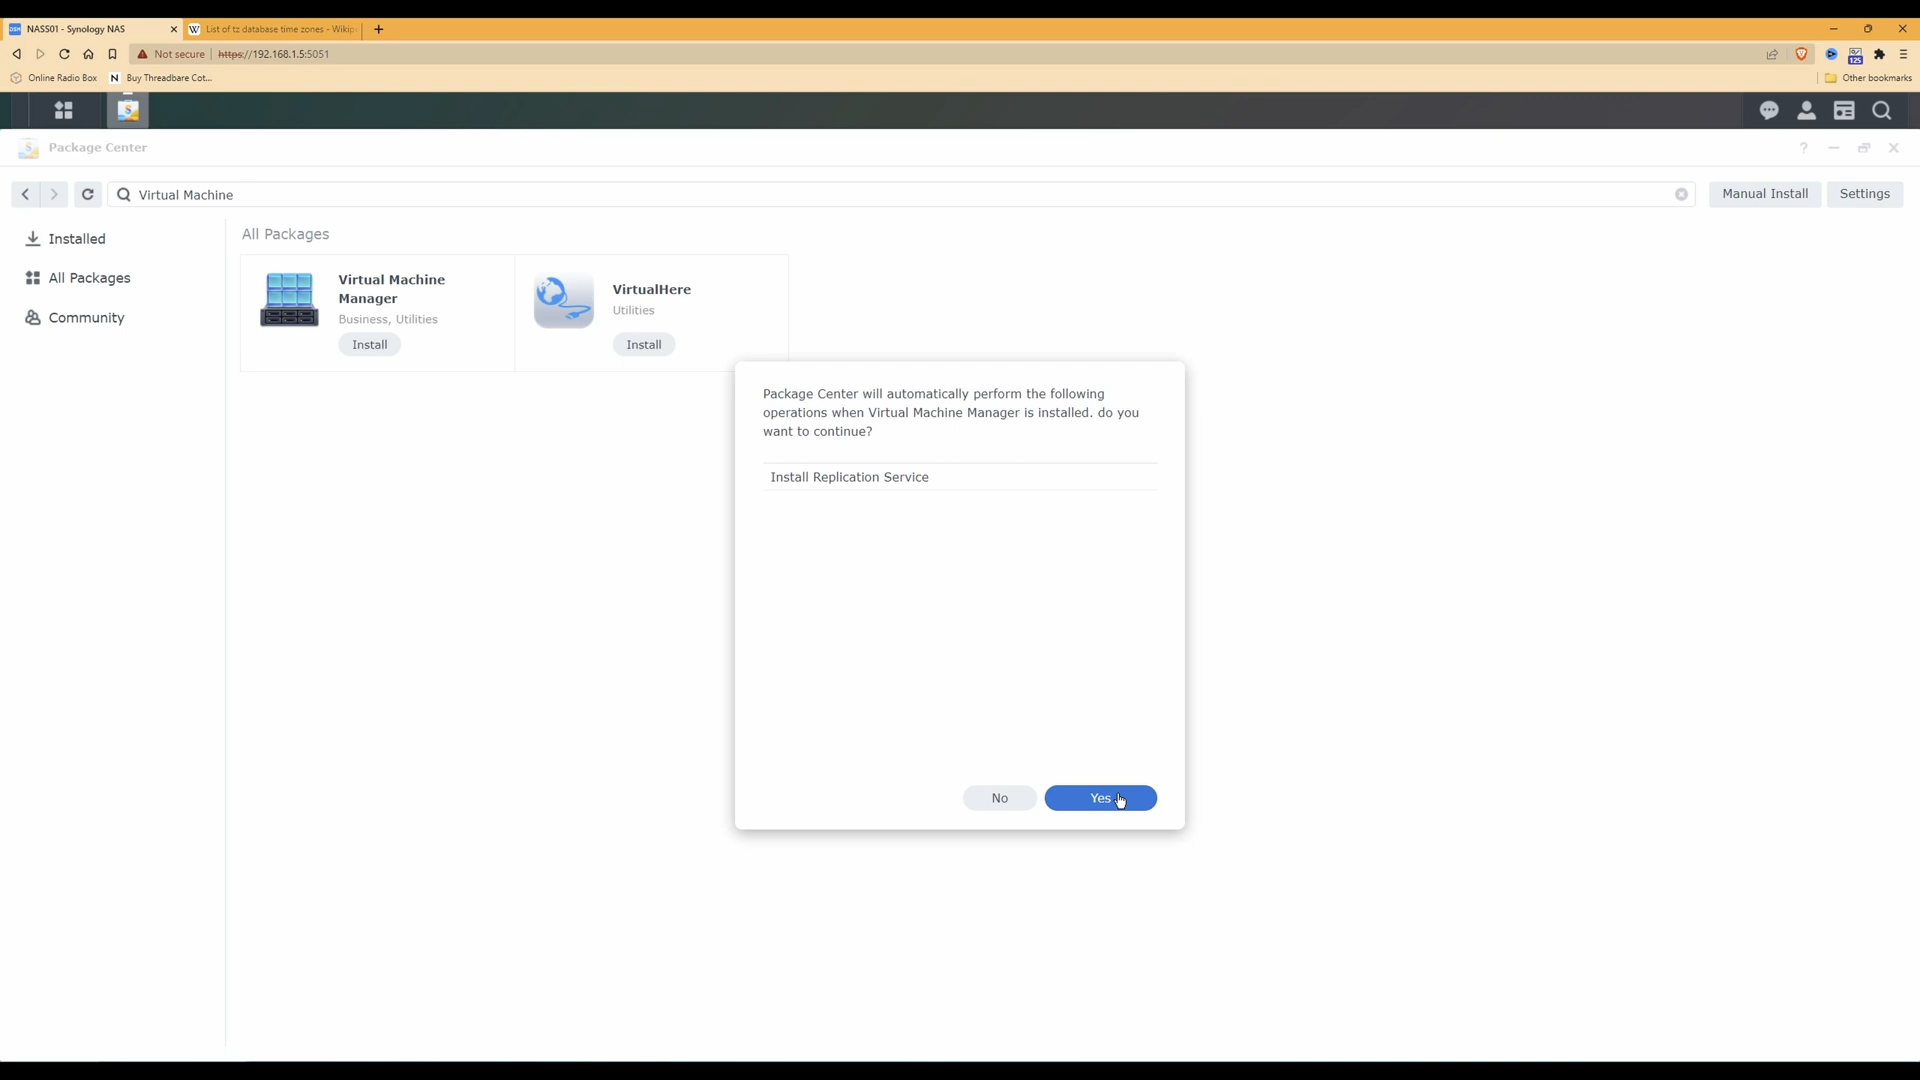 NASS01 - Synology NAS
List of tz database time zones - Wikip
Not secure
https://192.168.1.5:5051
125
Online Radio Box
N
Buy Threadbare Cot...
Other bookmarks
Package Center
Virtual Machine
Manual Install
Settings
Installed
All Packages
Community
All Packages
Virtual Machine
Manager
Business, Utilities
Install
VirtualHere
Utilities
Install
Package Center will automatically perform the following
operations when Virtual Machine Manager is installed. do you
want to continue?
Install Replication Service
No
Yes